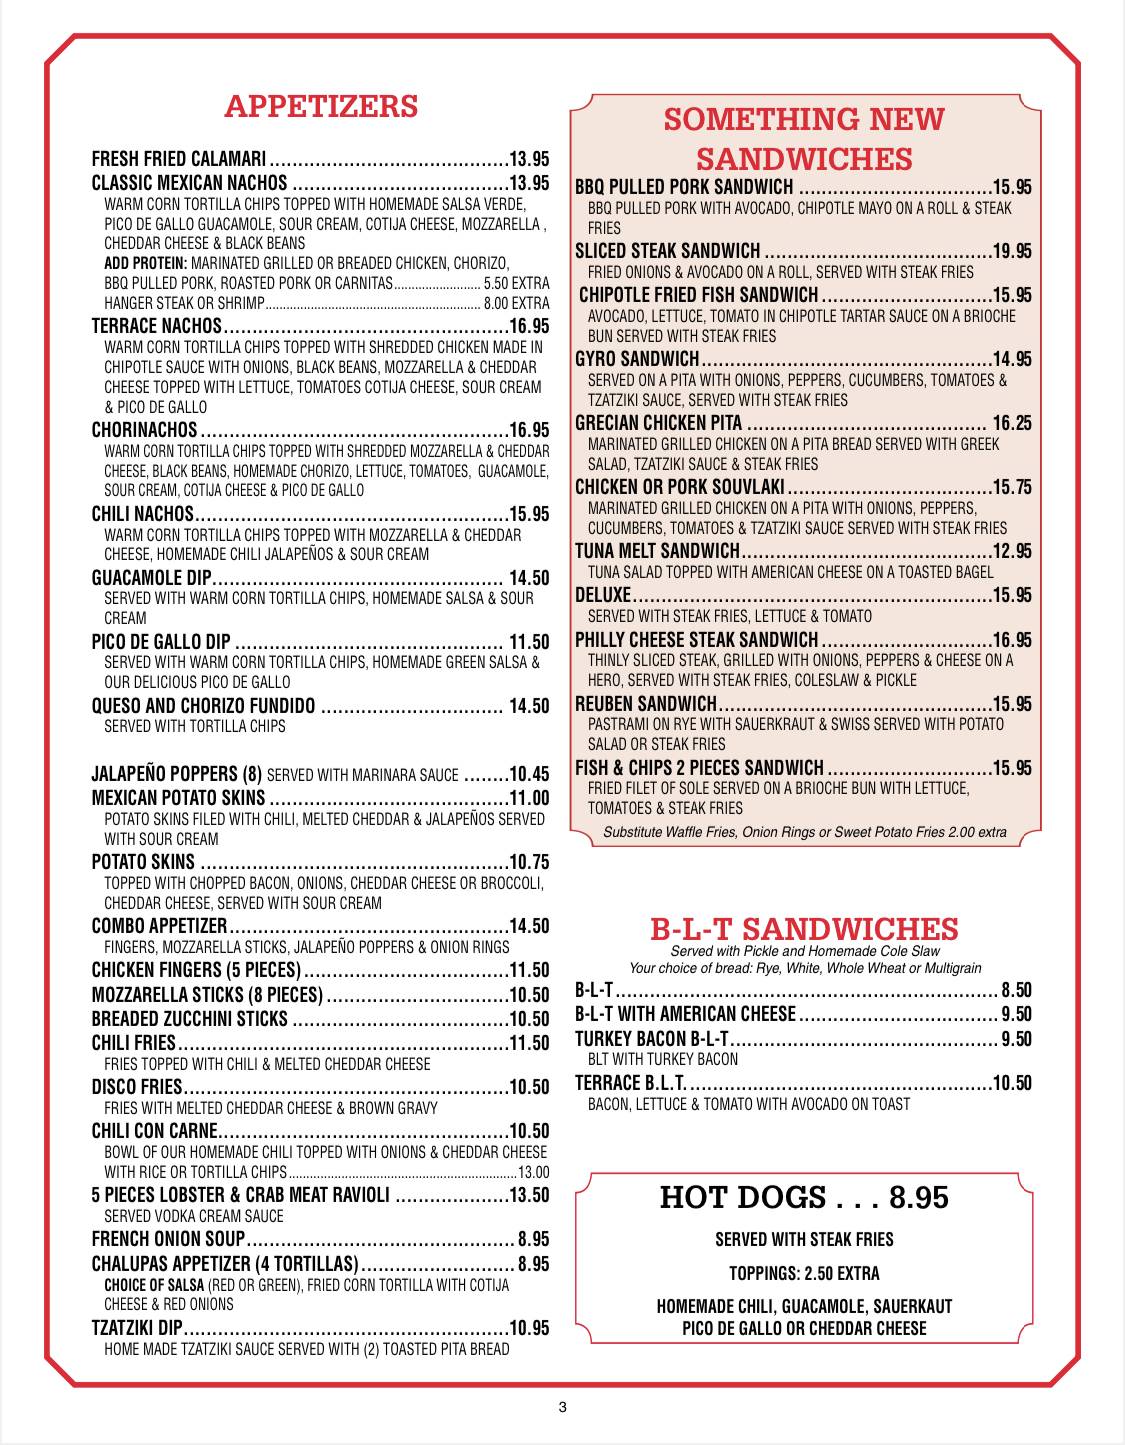 APPETIZERS
FRESH FRIED CALAMARI ..........................................13.95
CLASSIC MEXICAN NACHOS ......................................13.95
WARM CORN TORTILLA CHIPS TOPPED WITH HOMEMADE SALSA VERDE,
PICO DE GALLO GUACAMOLE, SOUR CREAM, COTIJA CHEESE, MOZZARELLA ,
CHEDDAR CHEESE & BLACK BEANS
ADD PROTEIN: MARINATED GRILLED OR BREADED CHICKEN, CHORIZO,
BBQ PULLED PORK, ROASTED PORK OR CARNITAS......................... 5.50 EXTRA
HANGER STEAK OR SHRIMP.............................................................. 8.00 EXTRA
TERRACE NACHOS..................................................16.95
WARM CORN TORTILLA CHIPS TOPPED WITH SHREDDED CHICKEN MADE IN
CHIPOTLE SAUCE WITH ONIONS, BLACK BEANS, MOZZARELLA & CHEDDAR
CHEESE TOPPED WITH LETTUCE, TOMATOES COTIJA CHEESE, SOUR CREAM
& PICO DE GALLO
CHORINACHOS ......................................................16.95
WARM CORN TORTILLA CHIPS TOPPED WITH SHREDDED MOZZARELLA & CHEDDAR
CHEESE, BLACK BEANS, HOMEMADE CHORIZO, LETTUCE, TOMATOES, GUACAMOLE,
SOUR CREAM, COTIJA CHEESE & PICO DE GALLO
CHILI NACHOS.......................................................15.95
WARM CORN TORTILLA CHIPS TOPPED WITH MOZZARELLA & CHEDDAR
CHEESE, HOMEMADE CHILI JALAPEÑOS & SOUR CREAM
GUACAMOLE DIP................................................... 14.50
SERVED WITH WARM CORN TORTILLA CHIPS, HOMEMADE SALSA & SOUR
CREAM
PICO DE GALLO DIP ............................................... 11.50
SERVED WITH WARM CORN TORTILLA CHIPS, HOMEMADE GREEN SALSA &
OUR DELICIOUS PICO DE GALLO
QUESO AND CHORIZO FUNDIDO ................................ 14.50
SERVED WITH TORTILLA CHIPS
JALAPEÑO POPPERS (8) SERVED WITH MARINARA SAUCE ........10.45
MEXICAN POTATO SKINS ..........................................11.00
POTATO SKINS FILED WITH CHILI, MELTED CHEDDAR & JALAPEÑOS SERVED
WITH SOUR CREAM
POTATO SKINS ......................................................10.75
TOPPED WITH CHOPPED BACON, ONIONS, CHEDDAR CHEESE OR BROCCOLI,
CHEDDAR CHEESE, SERVED WITH SOUR CREAM
COMBO APPETIZER.................................................14.50
FINGERS, MOZZARELLA STICKS, JALAPEÑO POPPERS & ONION RINGS
CHICKEN FINGERS (5 PIECES)....................................11.50
MOZZARELLA STICKS (8 PIECES) ................................10.50
BREADED ZUCCHINI STICKS ......................................10.50
CHILI FRIES..........................................................11.50
FRIES TOPPED WITH CHILI & MELTED CHEDDAR CHEESE
DISCO FRIES.........................................................10.50
FRIES WITH MELTED CHEDDAR CHEESE & BROWN GRAVY
CHILI CON CARNE...................................................10.50
BOWL OF OUR HOMEMADE CHILI TOPPED WITH ONIONS & CHEDDAR CHEESE
WITH RICE OR TORTILLA CHIPS..................................................................13.00
5 PIECES LOBSTER & CRAB MEAT RAVIOLI ....................13.50
SERVED VODKA CREAM SAUCE
FRENCH ONION SOUP............................................... 8.95
CHALUPAS APPETIZER (4 TORTILLAS)........................... 8.95
CHOICE OF SALSA (RED OR GREEN), FRIED CORN TORTILLA WITH COTIJA
CHEESE & RED ONIONS
TZATZIKI DIP.........................................................10.95
HOME MADE TZATZIKI SAUCE SERVED WITH (2) TOASTED PITA BREAD
SOMETHING NEW
SANDWICHES
BBQ PULLED PORK SANDWICH ..................................15.95
BBQ PULLED PORK WITH AVOCADO, CHIPOTLE MAYO ON A ROLL & STEAK
FRIES
SLICED STEAK SANDWICH ........................................19.95
FRIED ONIONS & AVOCADO ON A ROLL, SERVED WITH STEAK FRIES
CHIPOTLE FRIED FISH SANDWICH ..............................15.95
AVOCADO, LETTUCE, TOMATO IN CHIPOTLE TARTAR SAUCE ON A BRIOCHE
BUN SERVED WITH STEAK FRIES
GYRO SANDWICH...................................................14.95
SERVED ON A PITA WITH ONIONS, PEPPERS, CUCUMBERS, TOMATOES &
TZATZIKI SAUCE, SERVED WITH STEAK FRIES
GRECIAN CHICKEN PITA .......................................... 16.25
MARINATED GRILLED CHICKEN ON A PITA BREAD SERVED WITH GREEK
SALAD, TZATZIKI SAUCE & STEAK FRIES
CHICKEN OR PORK SOUVLAKI....................................15.75
MARINATED GRILLED CHICKEN ON A PITA WITH ONIONS, PEPPERS,
CUCUMBERS, TOMATOES & TZATZIKI SAUCE SERVED WITH STEAK FRIES
TUNA MELT SANDWICH............................................12.95
TUNA SALAD TOPPED WITH AMERICAN CHEESE ON A TOASTED BAGEL
DELUXE...............................................................15.95
SERVED WITH STEAK FRIES, LETTUCE & TOMATO
PHILLY CHEESE STEAK SANDWICH ..............................16.95
THINLY SLICED STEAK, GRILLED WITH ONIONS, PEPPERS & CHEESE ON A
HERO, SERVED WITH STEAK FRIES, COLESLAW & PICKLE
REUBEN SANDWICH................................................15.95
PASTRAMI ON RYE WITH SAUERKRAUT & SWISS SERVED WITH POTATO
SALAD OR STEAK FRIES
FISH & CHIPS 2 PIECES SANDWICH .............................15.95
FRIED FILET OF SOLE SERVED ON A BRIOCHE BUN WITH LETTUCE,
TOMATOES & STEAK FRIES
Substitute Waffle Fries, Onion Rings or Sweet Potato Fries 2.00 extra
B-L-T SANDWICHES
Served with Pickle and Homemade Cole Slaw
Your choice of bread: Rye, White, Whole Wheat or Multigrain
B-L-T................................................................... 8.50
B-L-T WITH AMERICAN CHEESE ................................... 9.50
TURKEY BACON B-L-T............................................... 9.50
BLT WITH TURKEY BACON
TERRACE B.L.T. .....................................................10.50
BACON, LETTUCE & TOMATO WITH AVOCADO ON TOAST
HOT DOGS . . . 8.95
SERVED WITH STEAK FRIES
TOPPINGS: 2.50 EXTRA
HOMEMADE CHILI, GUACAMOLE, SAUERKAUT
PICO DE GALLO OR CHEDDAR CHEESE
3